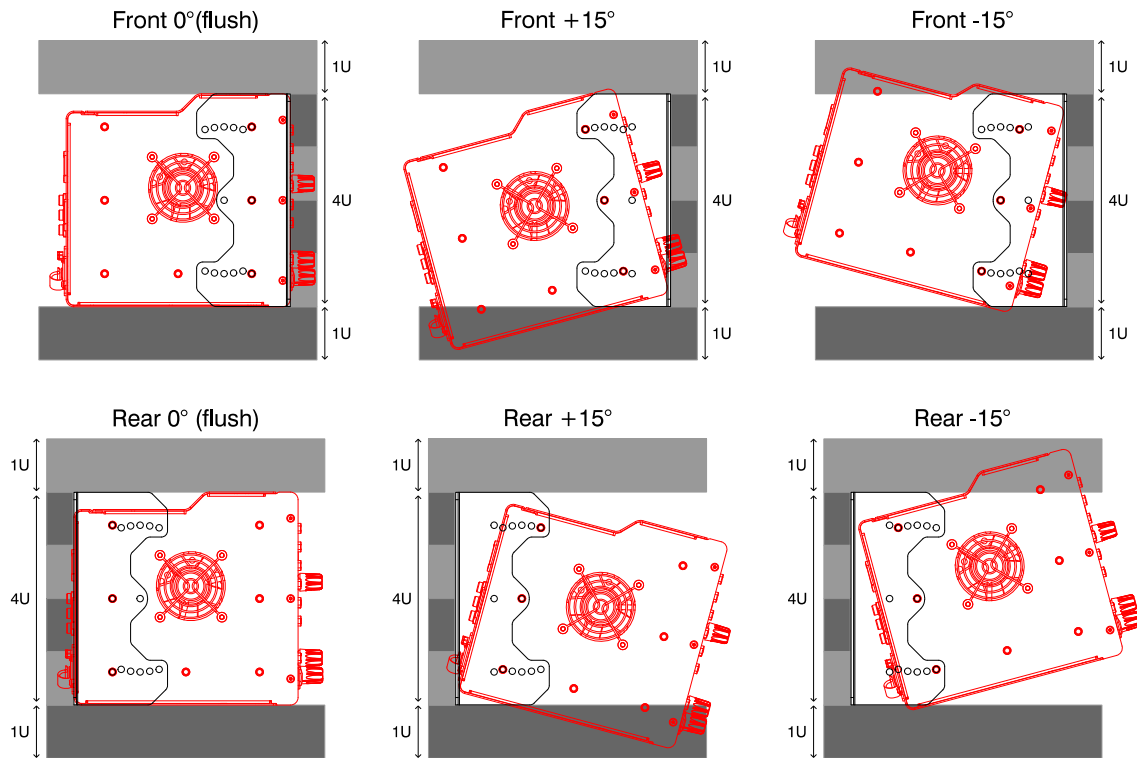 Front 0°(flush)
Front +15°
Front -15°
1U
1U
1U
4U
4U
4U
1U
1U
1U
Rear 0° (flush)
Rear +15°
Rear -15°
1U
1U
1U
4U
4U
4U
1U
1U
1U